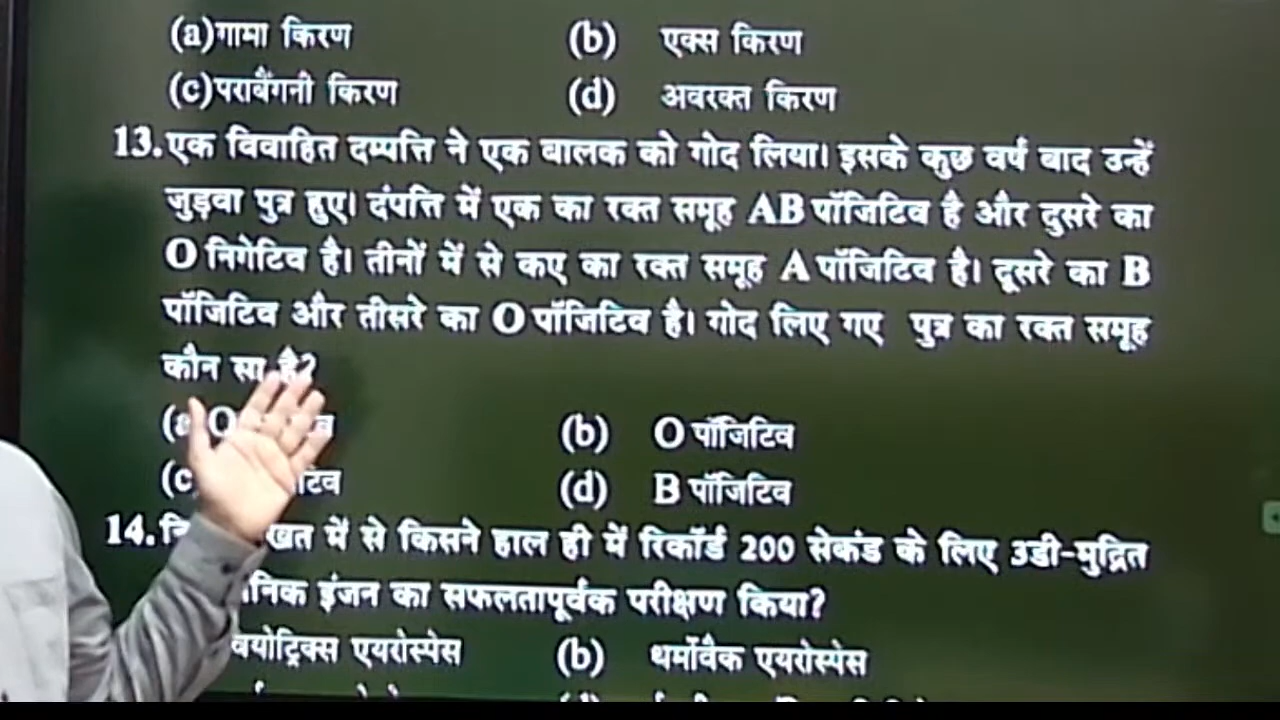 (a)गामा किरण (b) एक्स किरण
(c)पराबैंगनी किरण (d) अवरक्त किरण
13.एक विवाहित दम्पत्ति ने एक बालक को गोद लिया। इसके कुछ वर्ष बाद उन्हें
जुड़वा पुत्र हुए। दंपत्ति में एक का रक्त समूह AB पॉजिटिव है और दुसरे का
O निगेटिव है। तीनों में से कए का रक्त समूह A पॉजिटिव है। दूसरे का B
पॉजिटिव और तीसरे का O पॉजिटिव है। गोद लिए गए पुत्र का रक्त समूह
कौन सा है?
(b) O पॉजिटिव
(d) B पॉजिटिव
14. में से किसने हाल ही में रिकॉर्ड 200 सेकंड के लिए 3डी-मुद्रित
इंजन का सफलतापूर्वक परीक्षण किया?
एयरोस्पेस (b) थर्मोवैक एयरोस्पेस